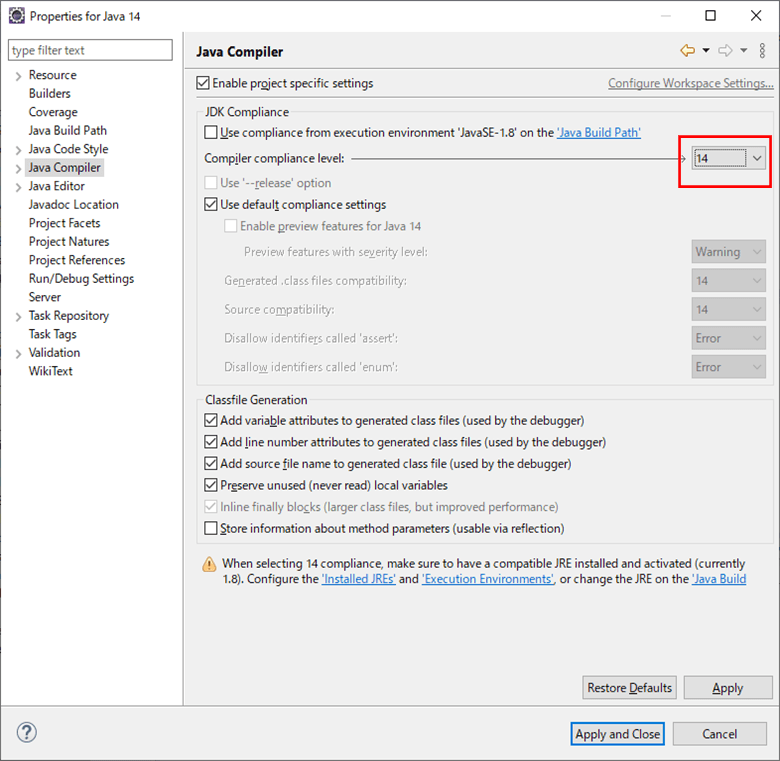 Properties for Java 14
type filter text
Resource
Builders
Coverage
Java Build Path
Java Code Style
Java Compiler
Java Editor
Javadoc Location
Project Facets
Project Natures
Project References
Run/Debug Settings
Server
Task Repository
Task Tags
Validation
WikiText
Java Compiler
Enable project specific settings
Configure Workspace Settings...
JDK Compliance
Use compliance from execution environment 'JavaSE-1.8' on the 'Java Build Path'
Compiler compliance level:
14
Use '--release' option
Use default compliance settings
Enable preview features for Java 14
Preview features with severity level:
Warning
Generated .class files compatibility:
14
Source compatibility:
14
Disallow identifiers called 'assert':
Error
Disallow identifiers called 'enum':
Error
Classfile Generation
Add variable attributes to generated class files (used by the debugger)
Add line number attributes to generated class files (used by the debugger)
Add source file name to generated class file (used by the debugger)
Preserve unused (never read) local variables
Inline finally blocks (larger class files, but improved performance)
Store information about method parameters (usable via reflection)
When selecting 14 compliance, make sure to have a compatible JRE installed and activated (currently
1.8). Configure the 'Installed JREs' and 'Execution Environments', or change the JRE on the 'Java Build
Restore Defaults
Apply
?
Apply and Close
Cancel